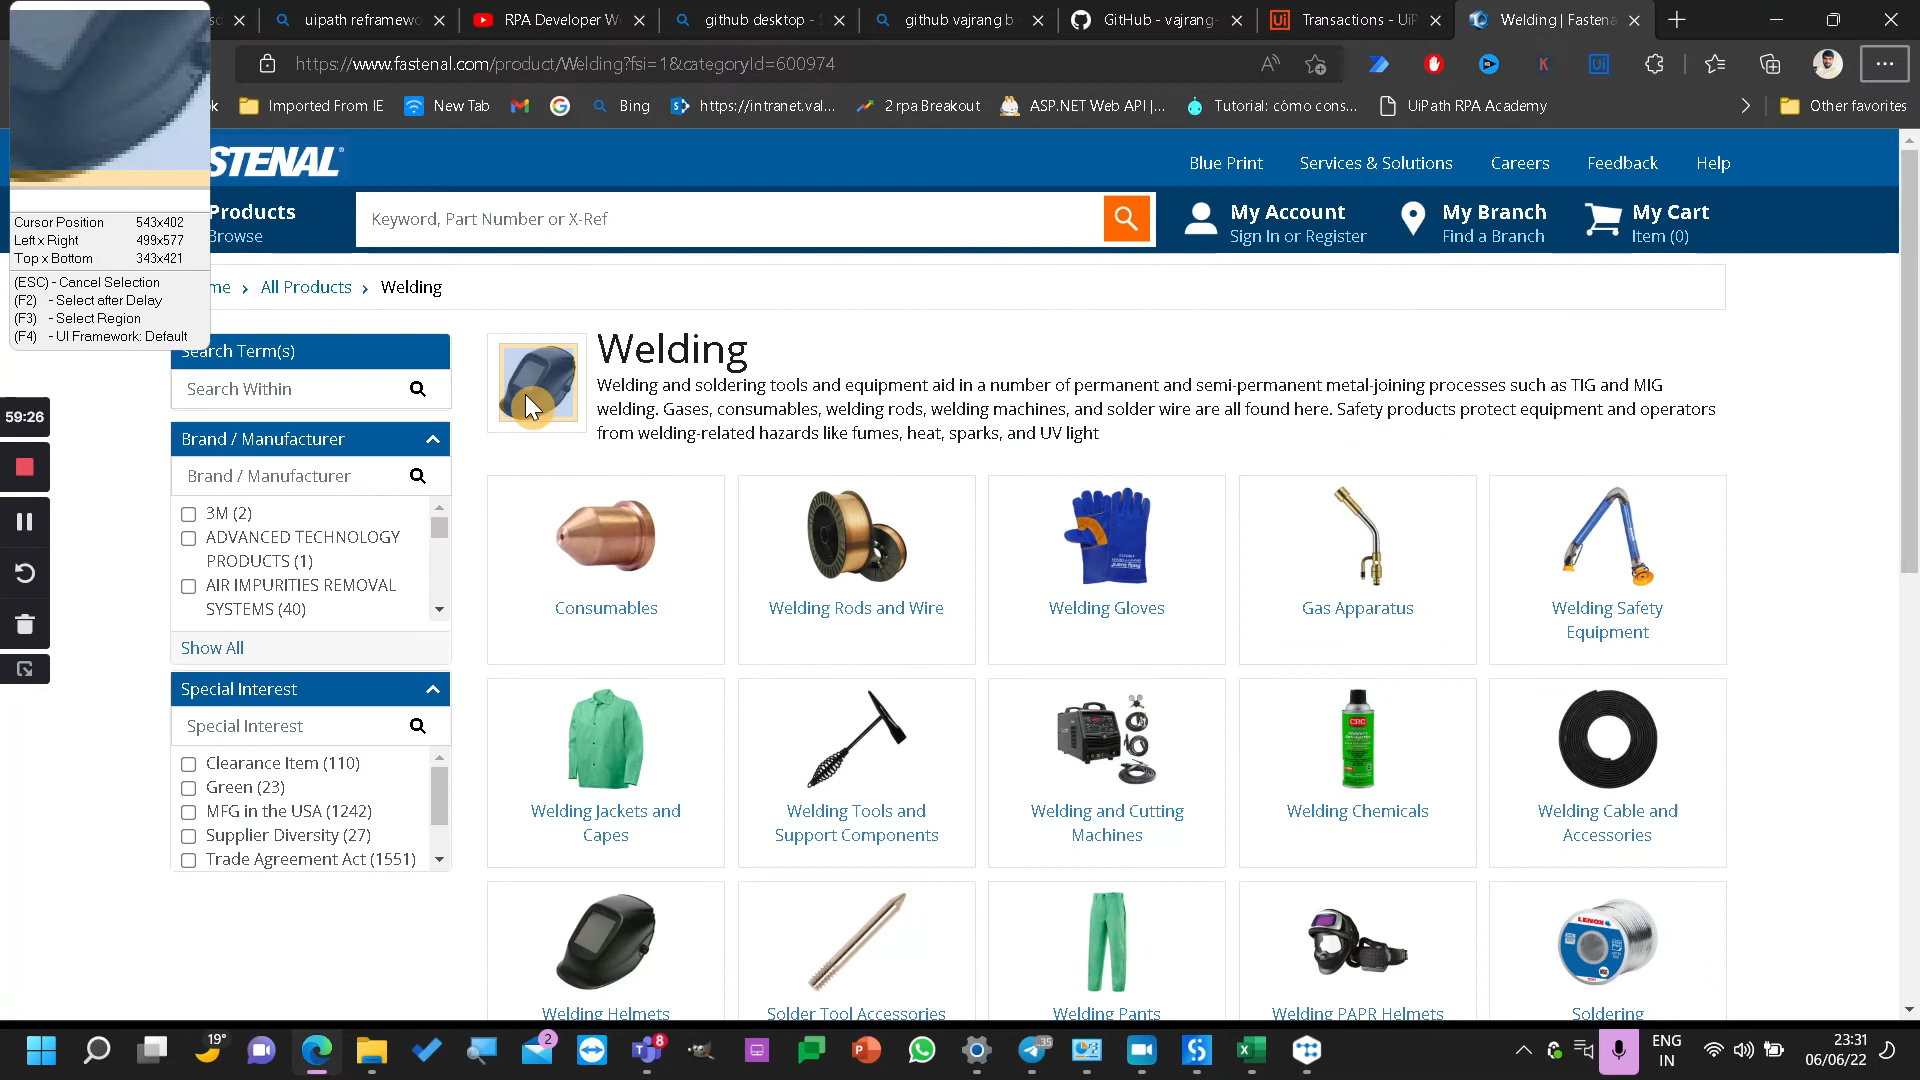 uipath reframewo
RPA Developer W
github desktop -
github vajrang b
GitHub - vajrang-
Transactions - UiP
Welding | Fastena
https://www.fastenal.com/product/Welding?fsi=1&categoryId=600974
Imported From IE
New Tab
Bing
https://intranet.val...
2 rpa Breakout
ASP.NET Web API |...
Tutorial: cómo cons...
UiPath RPA Academy
Other favorites
STENAL
Blue Print
Services & Solutions
Careers
Feedback
Help
Products
Browse
Keyword, Part Number or X-Ref
My Account
Sign In or Register
My Branch
Find a Branch
My Cart
Item (0)
Cursor Position 543x402
Left x Right 499x577
Top x Bottom 343x421
(ESC) - Cancel Selection
(F2) - Select after Delay
(F3) - Select Region
(F4) - UI Framework: Default
me › All Products › Welding
Search Term(s)
Search Within
59:26
Brand / Manufacturer
Brand / Manufacturer
3M (2)
ADVANCED TECHNOLOGY
PRODUCTS (1)
AIR IMPURITIES REMOVAL
SYSTEMS (40)
Show All
Special Interest
Special Interest
Clearance Item (110)
Green (23)
MFG in the USA (1242)
Supplier Diversity (27)
Trade Agreement Act (1551)
Welding
Welding and soldering tools and equipment aid in a number of permanent and semi-permanent metal-joining processes such as TIG and MIG
welding. Gases, consumables, welding rods, welding machines, and solder wire are all found here. Safety products protect equipment and operators
from welding-related hazards like fumes, heat, sparks, and UV light
Consumables
Welding Rods and Wire
Welding Gloves
Gas Apparatus
Welding Safety
Equipment
Welding Jackets and
Capes
Welding Tools and
Support Components
Welding and Cutting
Machines
CRC
Welding Chemicals
Welding Cable and
Accessories
LENOX
Welding Helmets
Solder Tool Accessories
Welding Pants
Welding PAPR Helmets
Soldering
19°
2
8
35
ENG
IN
23:31
06/06/22